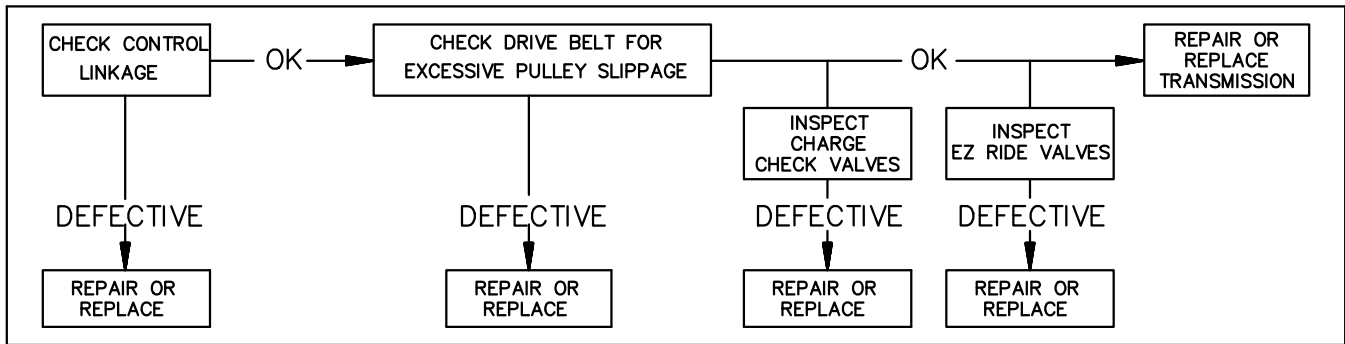 CHECK CONTROL
LINKAGE
OK
CHECK DRIVE BELT FOR
EXCESSIVE PULLEY SLIPPAGE
OK
REPAIR OR
REPLACE
TRANSMISSION
INSPECT
CHARGE
CHECK VALVES
INSPECT
EZ RIDE VALVES
DEFECTIVE
DEFECTIVE
DEFECTIVE
DEFECTIVE
REPAIR OR
REPLACE
REPAIR OR
REPLACE
REPAIR OR
REPLACE
REPAIR OR
REPLACE